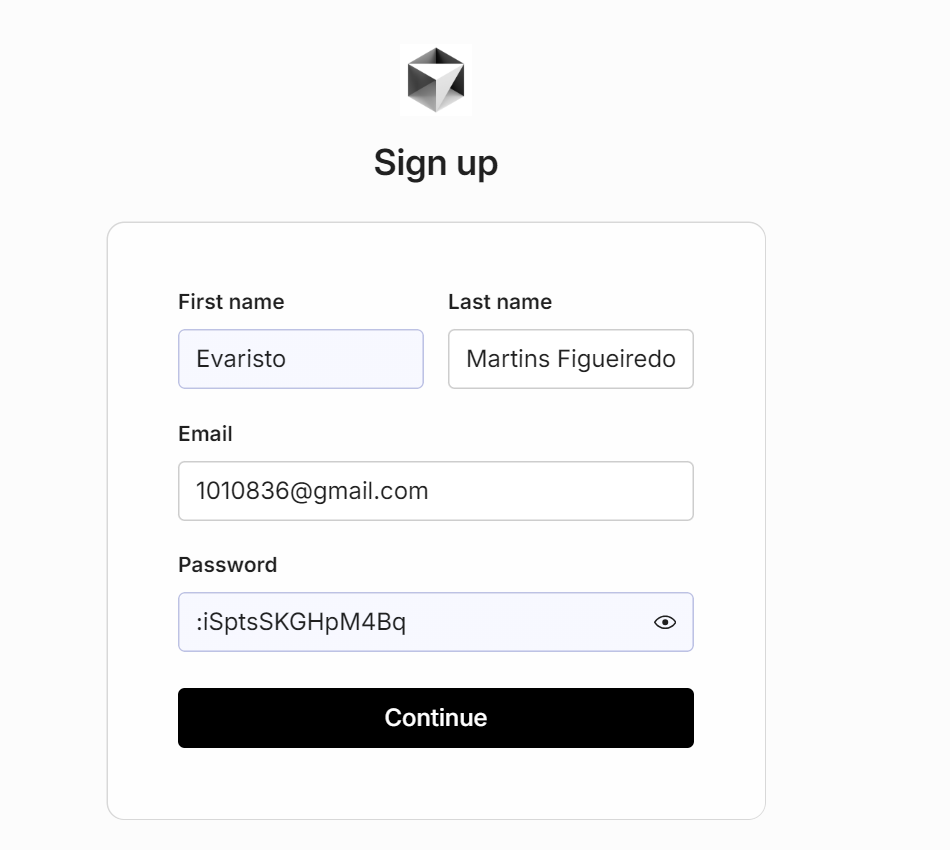 Sign up
First name
Last name
Evaristo
Martins Figueiredo
Email
1010836@gmail.com
Password
:iSptsSKGHpM4Bq
Continue